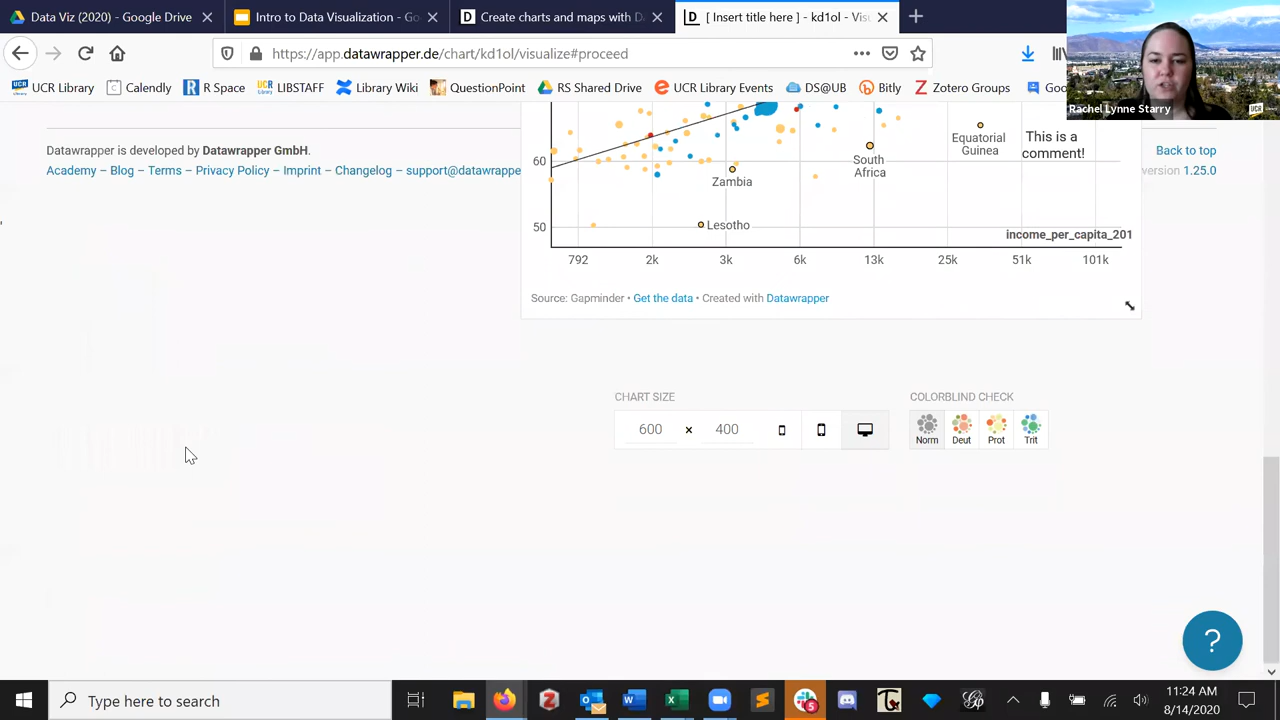 Data Viz (2020) - Google Drive
Intro to Data Visualization - Go
Create charts and maps with D
[ Insert title here ] - kd1ol - Vis
https://app.datawrapper.de/chart/kd1ol/visualize#proceed
UCR Library
Calendly
R Space
LIBSTAFF
Library Wiki
QuestionPoint
RS Shared Drive
UCR Library Events
DS@UB
Bitly
Zotero Groups
Goo
Rachel Lynne Starry
UCR
Datawrapper is developed by Datawrapper GmbH.
Academy – Blog – Terms – Privacy Policy – Imprint – Changelog – support@datawrappe
Back to top
version 1.25.0
60
50
Zambia
Lesotho
South
Africa
Equatorial
Guinea
This is a
comment!
income_per_capita_201
792 2k 3k 6k 13k 25k 51k 101k
Source: Gapminder • Get the data • Created with Datawrapper
CHART SIZE
600 × 400
COLORBLIND CHECK
Norm Deut Prot Trit
?
Type here to search
5
11:24 AM
8/14/2020